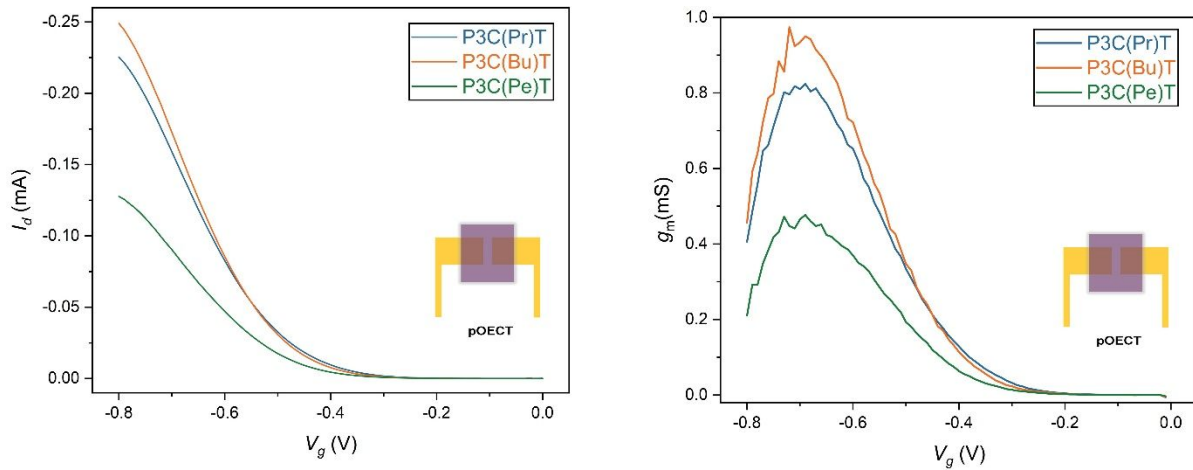 -0.25
-0.20
-0.15
-0.10
-0.05
0.00
I_d (mA)
-0.8
-0.6
-0.4
-0.2
0.0
V_g (V)
P3C(Pr)T
P3C(Bu)T
P3C(Pe)T
pOECT
1.0
0.8
0.6
0.4
0.2
0.0
g_m(mS)
-0.8
-0.6
-0.4
-0.2
0.0
V_g (V)
P3C(Pr)T
P3C(Bu)T
P3C(Pe)T
pOECT